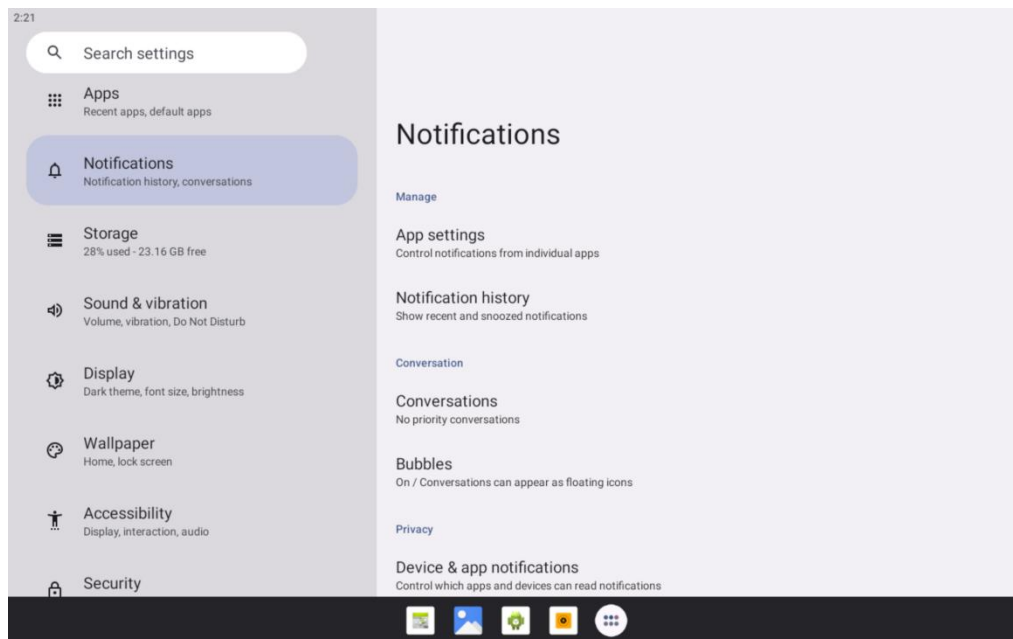 2:21
Search settings
Apps
Recent apps, default apps
Notifications
Notification history, conversations
Storage
28% used - 23.16 GB free
Sound & vibration
Volume, vibration, Do Not Disturb
Display
Dark theme, font size, brightness
Wallpaper
Home, lock screen
Accessibility
Display, interaction, audio
Security
Notifications
Manage
App settings
Control notifications from individual apps
Notification history
Show recent and snoozed notifications
Conversation
Conversations
No priority conversations
Bubbles
On / Conversations can appear as floating icons
Privacy
Device & app notifications
Control which apps and devices can read notifications